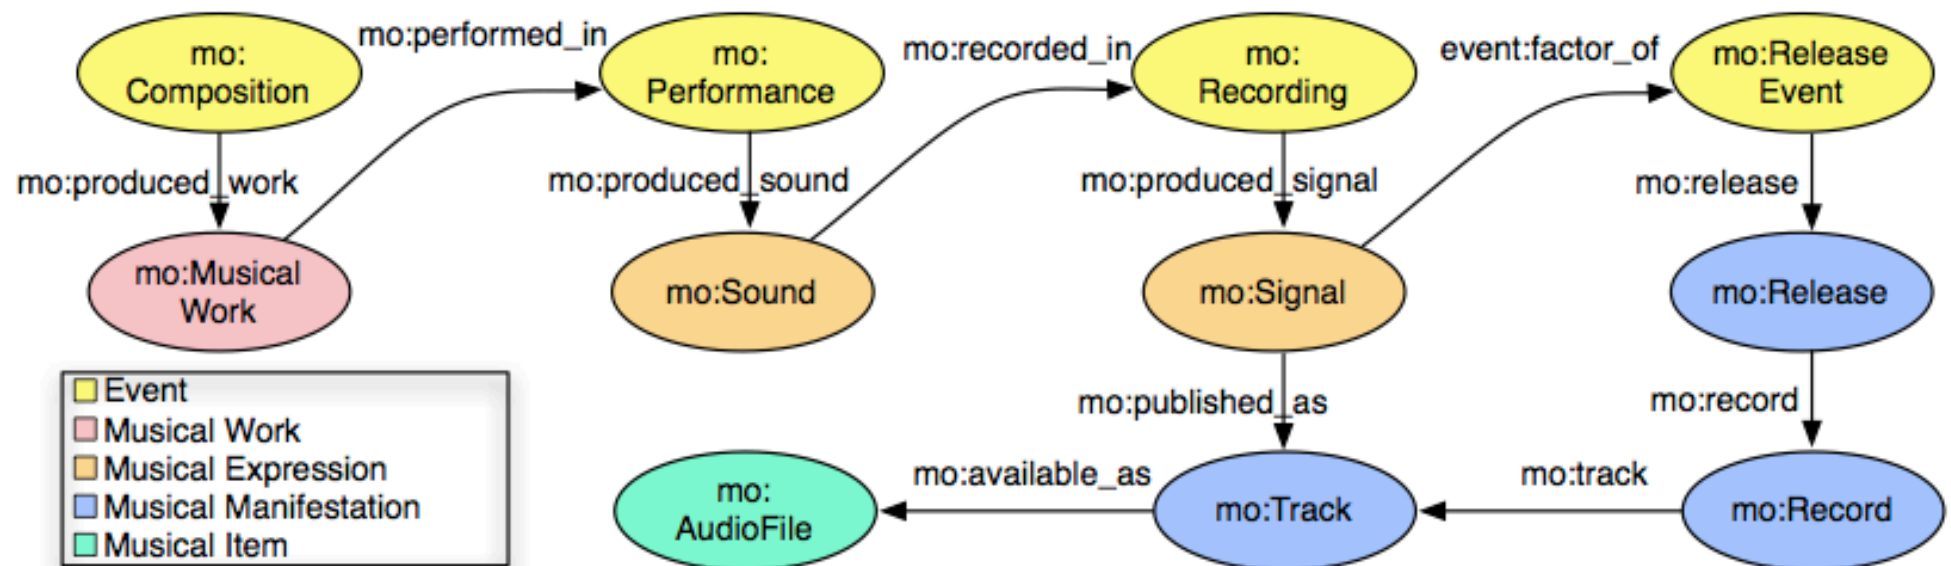 mo:
Composition
mo:performed_in
mo:
Performance
mo:recorded_in
mo:
Recording
event:factor_of
mo:Release
Event
mo:produced_work
mo:produced_sound
mo:produced_signal
mo:release
mo:Musical
Work
mo:Sound
mo:Signal
mo:Release
mo:published_as
mo:record
Event
Musical Work
Musical Expression
Musical Manifestation
Musical Item
mo:
AudioFile
mo:available_as
mo:Track
mo:track
mo:Record